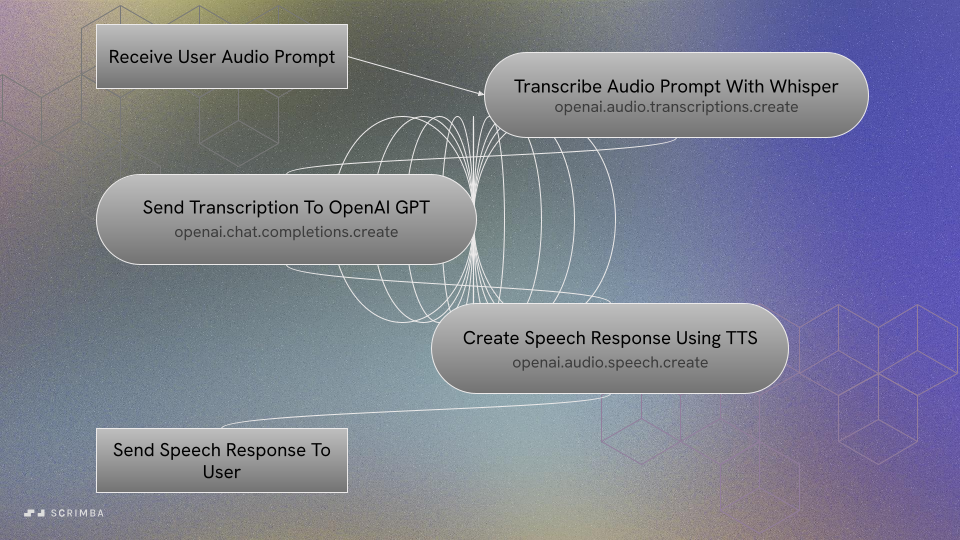 Receive User Audio Prompt
Transcribe Audio Prompt With Whisper
openai.audio.transcriptions.create
Send Transcription To OpenAI GPT
openai.chat.completions.create
Create Speech Response Using TTS
openai.audio.speech.create
Send Speech Response To
User
SCRIMBA